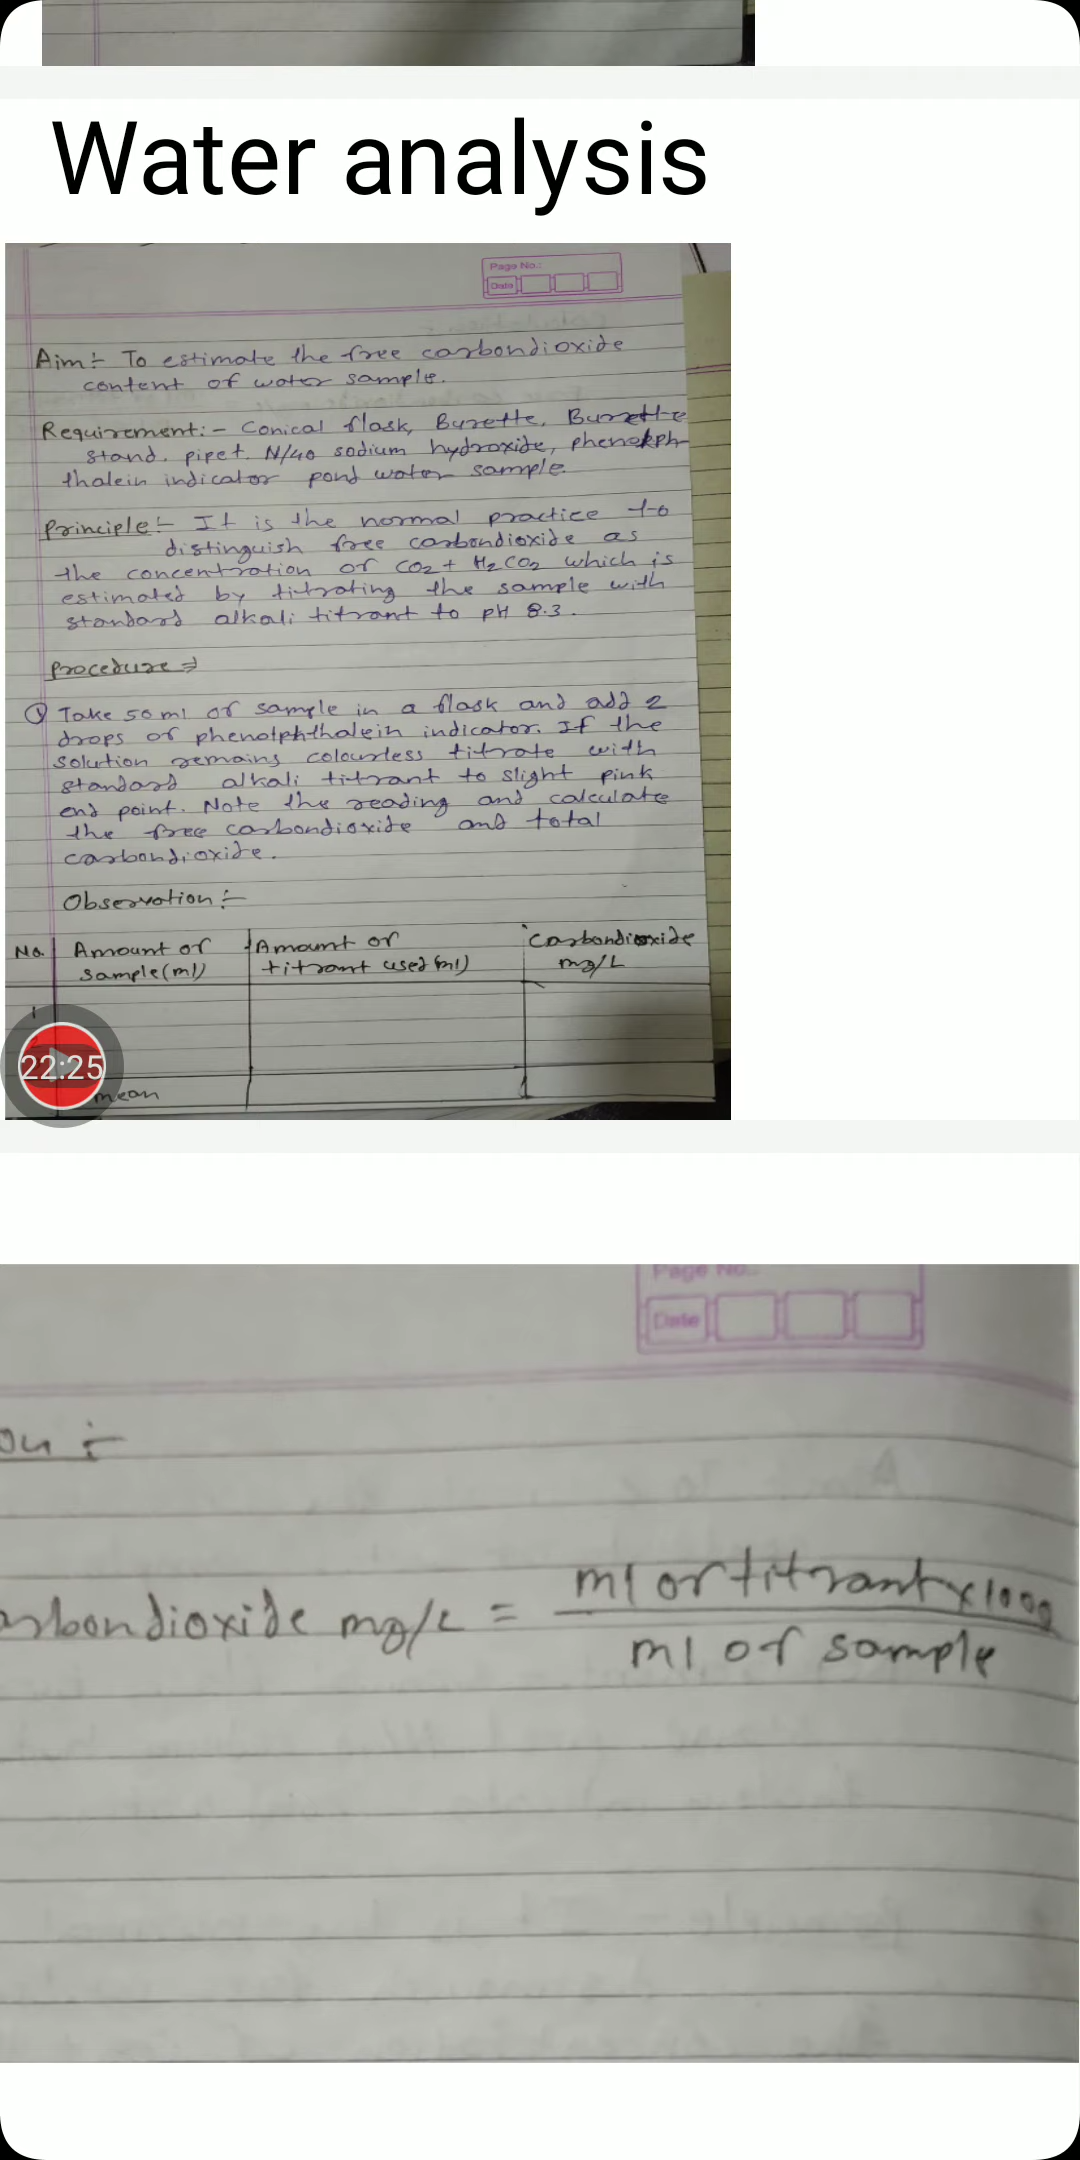 Water analysis
Page No.:
Date
Aim:- To estimate the free carbondioxide
content of water sample.
Requirement:- Conical flask, Burette, Burette
stand, pipet. N/40 sodium hydroxide, phenolph-
thalein indicator pond water sample.
Principle:- It is the normal practice to
distinguish free carbondioxide as
the concentration of CO2 + H2CO2 which is
estimated by titrating the sample with
standard alkali titrant to pH 8.3.
Procedure ⇒
Take 50ml of sample in a flask and add 2
drops of phenolphthalein indicator. If the
solution remains colourless titrate with
standard alkali titrant to slight pink
end point. Note the reading and calculate
the free carbondioxide and total
carbondioxide.
Observation:-
No. Amount of sample(ml) Amount of titrant used (ml) carbondioxide mg/L
1
22:25
mean
Page No.:
Date
on :-
arbondioxide mg/L = ml of titrant x 1000
ml of sample